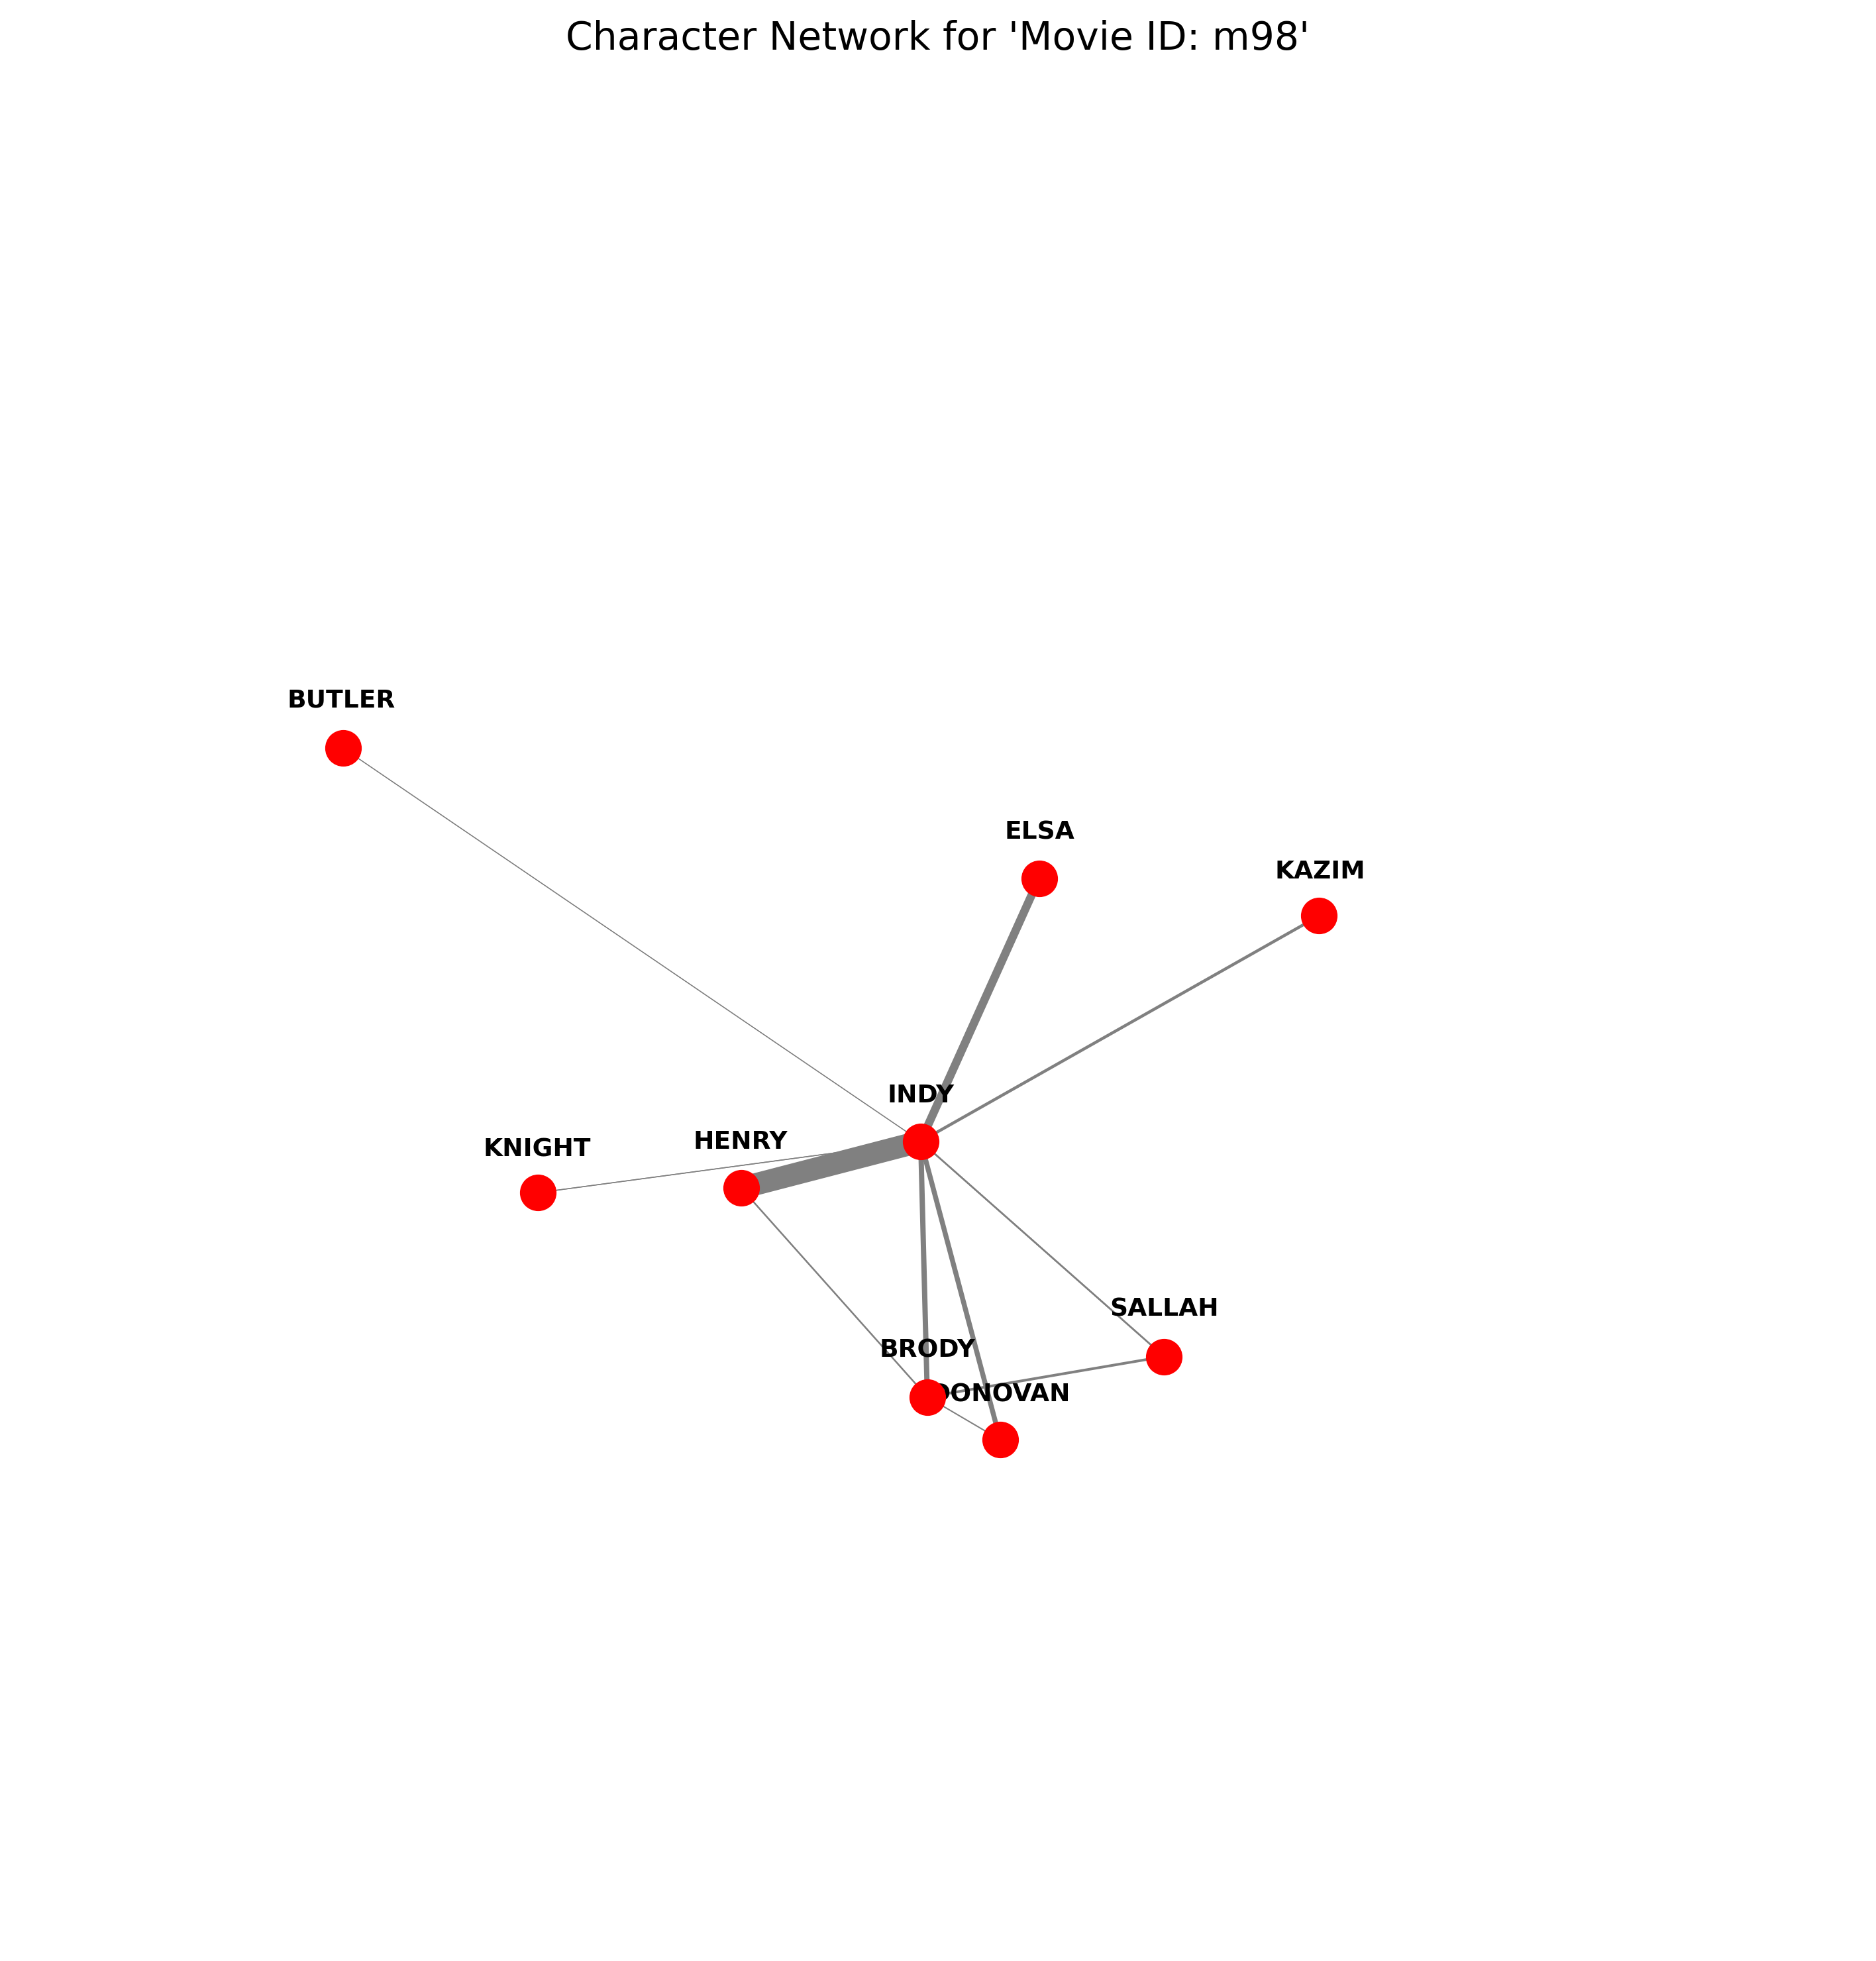 Character Network for 'Movie ID: m98'
BUTLER
ELSA
KAZIM
INDY
HENRY
KNIGHT
SALLAH
BRODY
DONOVAN